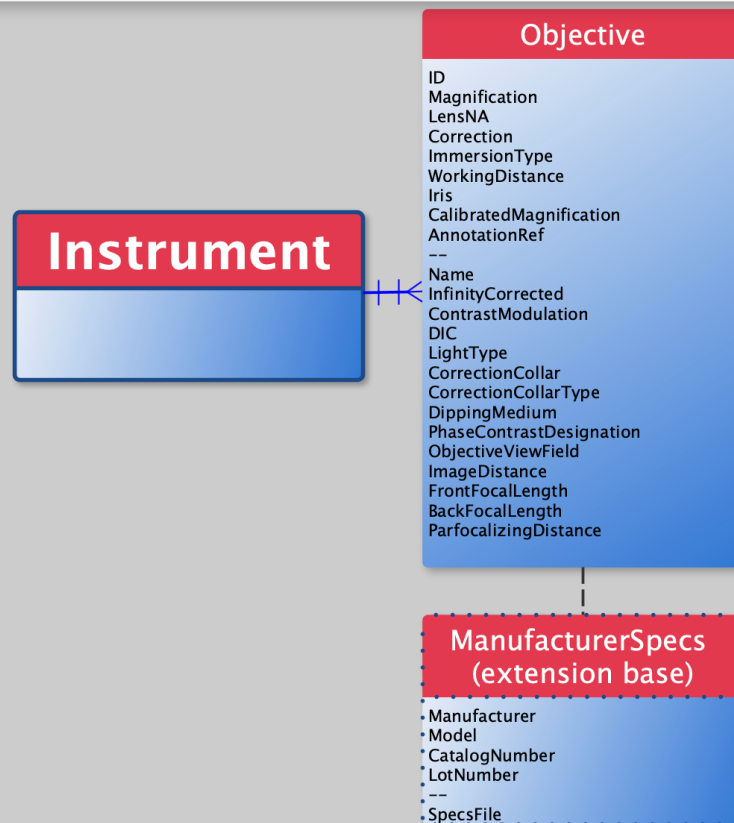 Objective
ID
Magnification
LensNA
Correction
ImmersionType
WorkingDistance
Iris
CalibratedMagnification
AnnotationRef
--
Name
InfinityCorrected
ContrastModulation
DIC
LightType
CorrectionCollar
CorrectionCollarType
DippingMedium
PhaseContrastDesignation
ObjectiveViewField
ImageDistance
FrontFocalLength
BackFocalLength
ParfocalizingDistance
Instrument
ManufacturerSpecs
(extension base)
Manufacturer
Model
CatalogNumber
LotNumber
--
SpecsFile